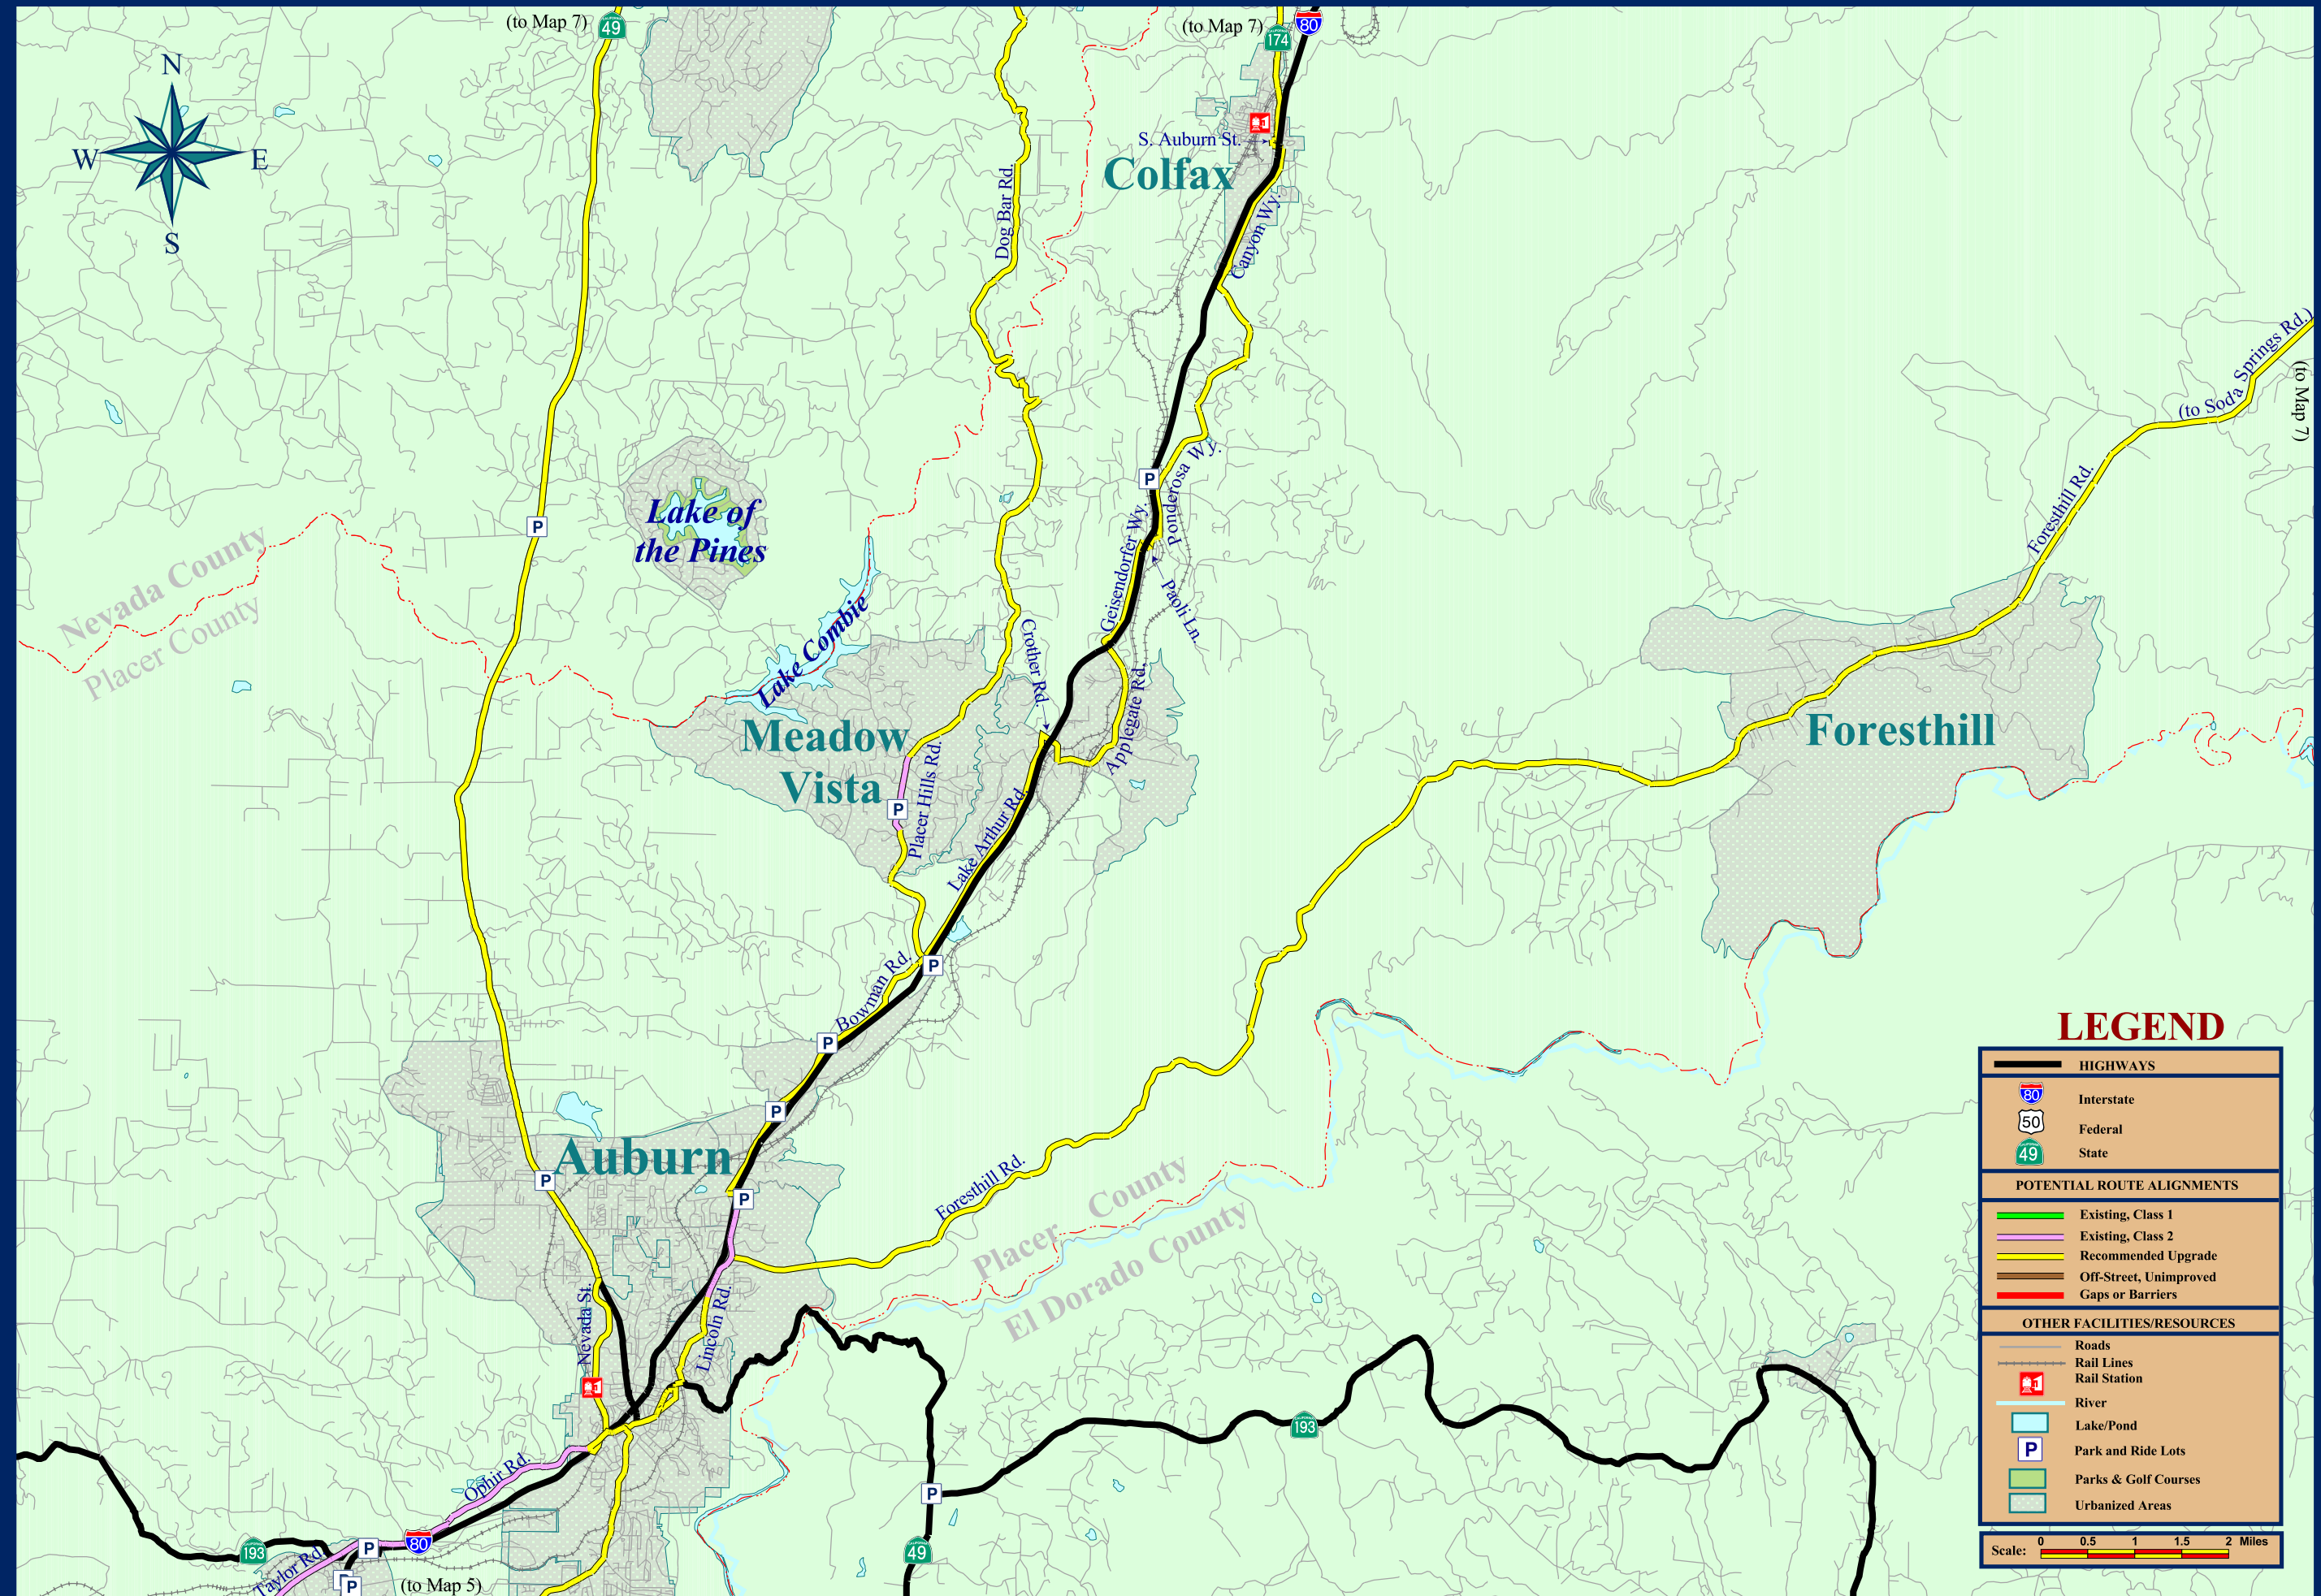 (to Map 7)
49
(to Map 7)
174
80
N
W
E
S
S. Auburn St.
Colfax
Dog Bar Rd.
Canyon Wy.
(to Soda Springs Rd.)
(to Map 7)
P
Ponderosa Wy.
P
Lake of
the Pines
Foresthill Rd.
Nevada County
Placer County
Geisendorfer Wy.
Paoli Ln.
Lake Combie
Crother Rd.
Applegate Rd.
Meadow
Vista
Foresthill
Placer Hills Rd.
P
Lake Arthur Rd.
Bowman Rd.
P
P
P
Auburn
P
P
Foresthill Rd.
Placer County
El Dorado County
Nevada St.
Lincoln Rd.
1
193
Ophir Rd.
P
80
193
P
49
Taylor Rd.
P
P
(to Map 5)
LEGEND
HIGHWAYS
80 Interstate
50 Federal
49 State
POTENTIAL ROUTE ALIGNMENTS
Existing, Class 1
Existing, Class 2
Recommended Upgrade
Off-Street, Unimproved
Gaps or Barriers
OTHER FACILITIES/RESOURCES
Roads
Rail Lines
1 Rail Station
River
Lake/Pond
P Park and Ride Lots
Parks & Golf Courses
Urbanized Areas
Scale: 0 0.5 1 1.5 2 Miles